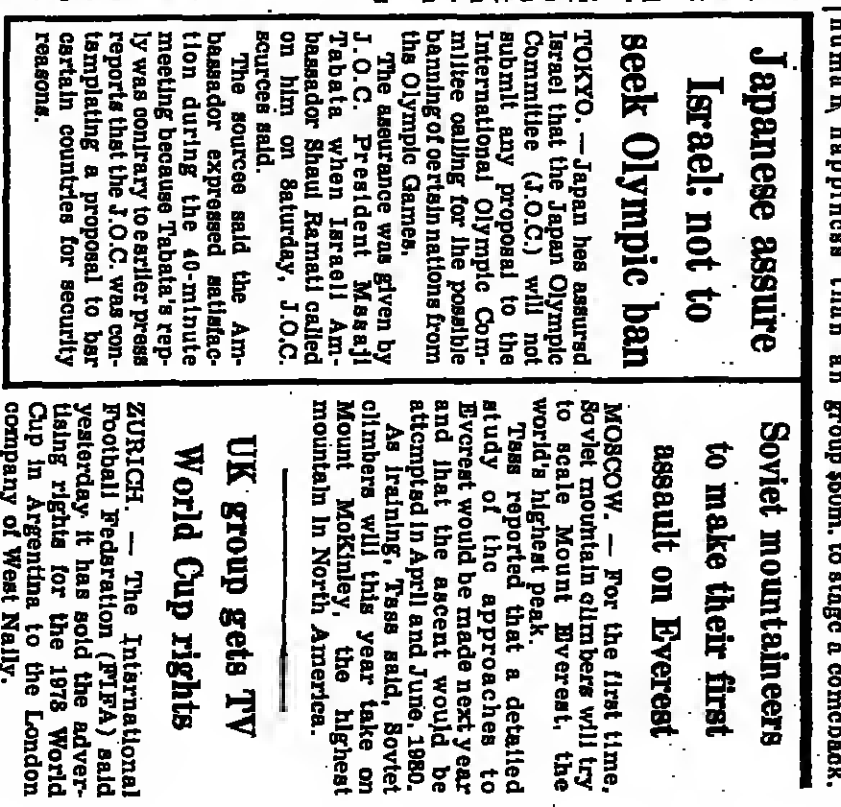 human happiness than an
group to stage a comeback.
Japanese assure
Israel: not to
seek Olympic ban
TOKYO. — Japan hes assursd
Israel that the Japan Olympic
Committee (J.O.C.) will not
submit any proposal to the
International Olympic Com-
mittee calling for the possible
banning of certain nations from
the Olympic Games.
The assurance was given by
J.O.C. President Masaji
Tabata when Israeli Am-
bassador Shaul Ramati called
on him on Saturday, J.O.C.
sources said.
The sources said the Am-
bassador expressed satisfac-
tion during the 40-minute
meeting because Tabata's rep-
ly was contrary to earlier press
reports that the J.O.C. was con-
templating a proposal to bar
certain countries for security
reasons.
Soviet mountaineers
to make their first
assault on Everest
MOSCOW. — For the first time,
Soviet mountain climbers will try
to scale Mount Everest, the
world's highest peak.
Tass reported that a detailed
study of the approaches to
Everest would be made next year
and that the ascent would be
attempted in April and June, 1980.
As training, Tass said, Soviet
climbers will this year take on
Mount McKinley, the highest
mountain in North America.
UK group gets TV
World Cup rights
ZURICH. — The International
Football Federation (FIFA) said
yesterday it has sold the adver-
tising rights for the 1978 World
Cup in Argentina to the London
company of West Nally.